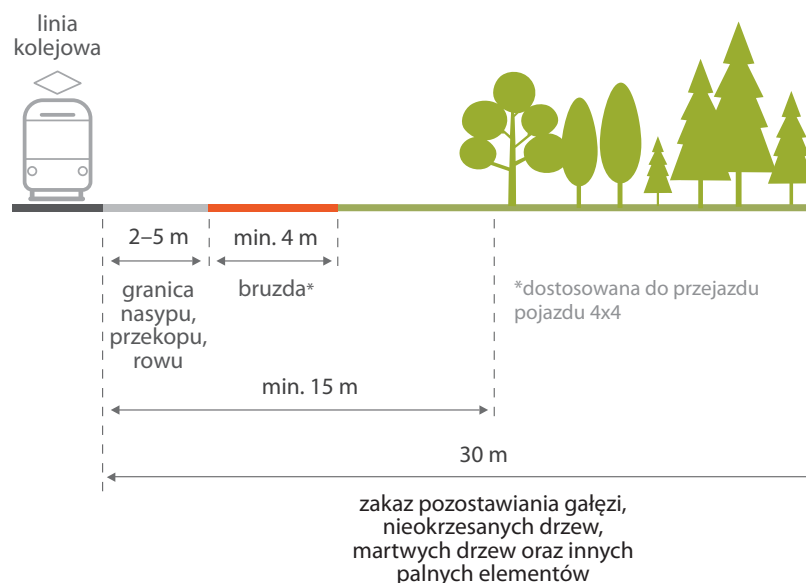 linia
kolejowa
2–5 m
min. 4 m
granica
nasypu,
przekopu,
rowu
bruzda*
*dostosowana do przejazdu
pojazdu 4x4
min. 15 m
30 m
zakaz pozostawiania gałęzi,
nieokrzesanych drzew,
martwych drzew oraz innych
palnych elementów